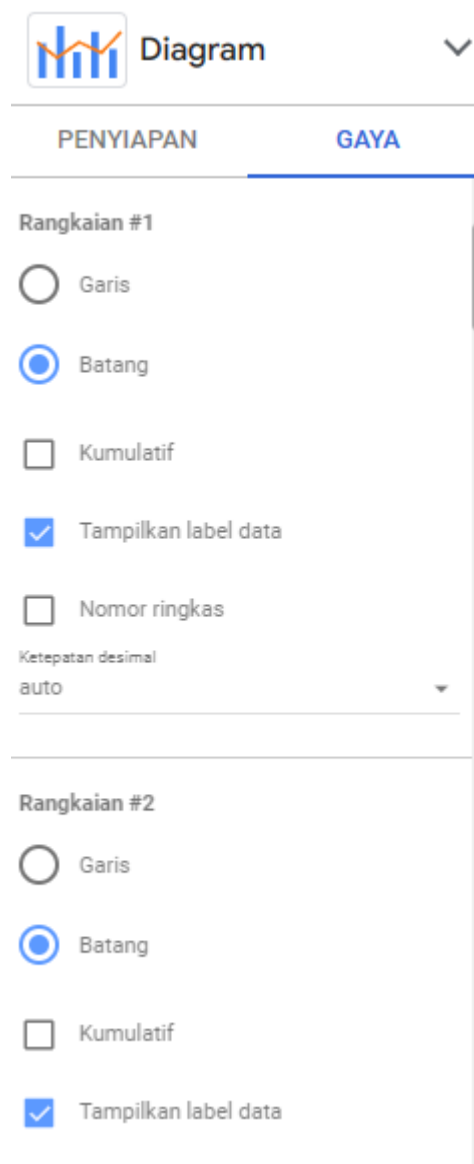 Diagram
PENYIAPAN GAYA
Rangkaian #1
Garis
Batang
Kumulatif
Tampilkan label data
Nomor ringkas
Ketepatan desimal
auto
Rangkaian #2
Garis
Batang
Kumulatif
Tampilkan label data